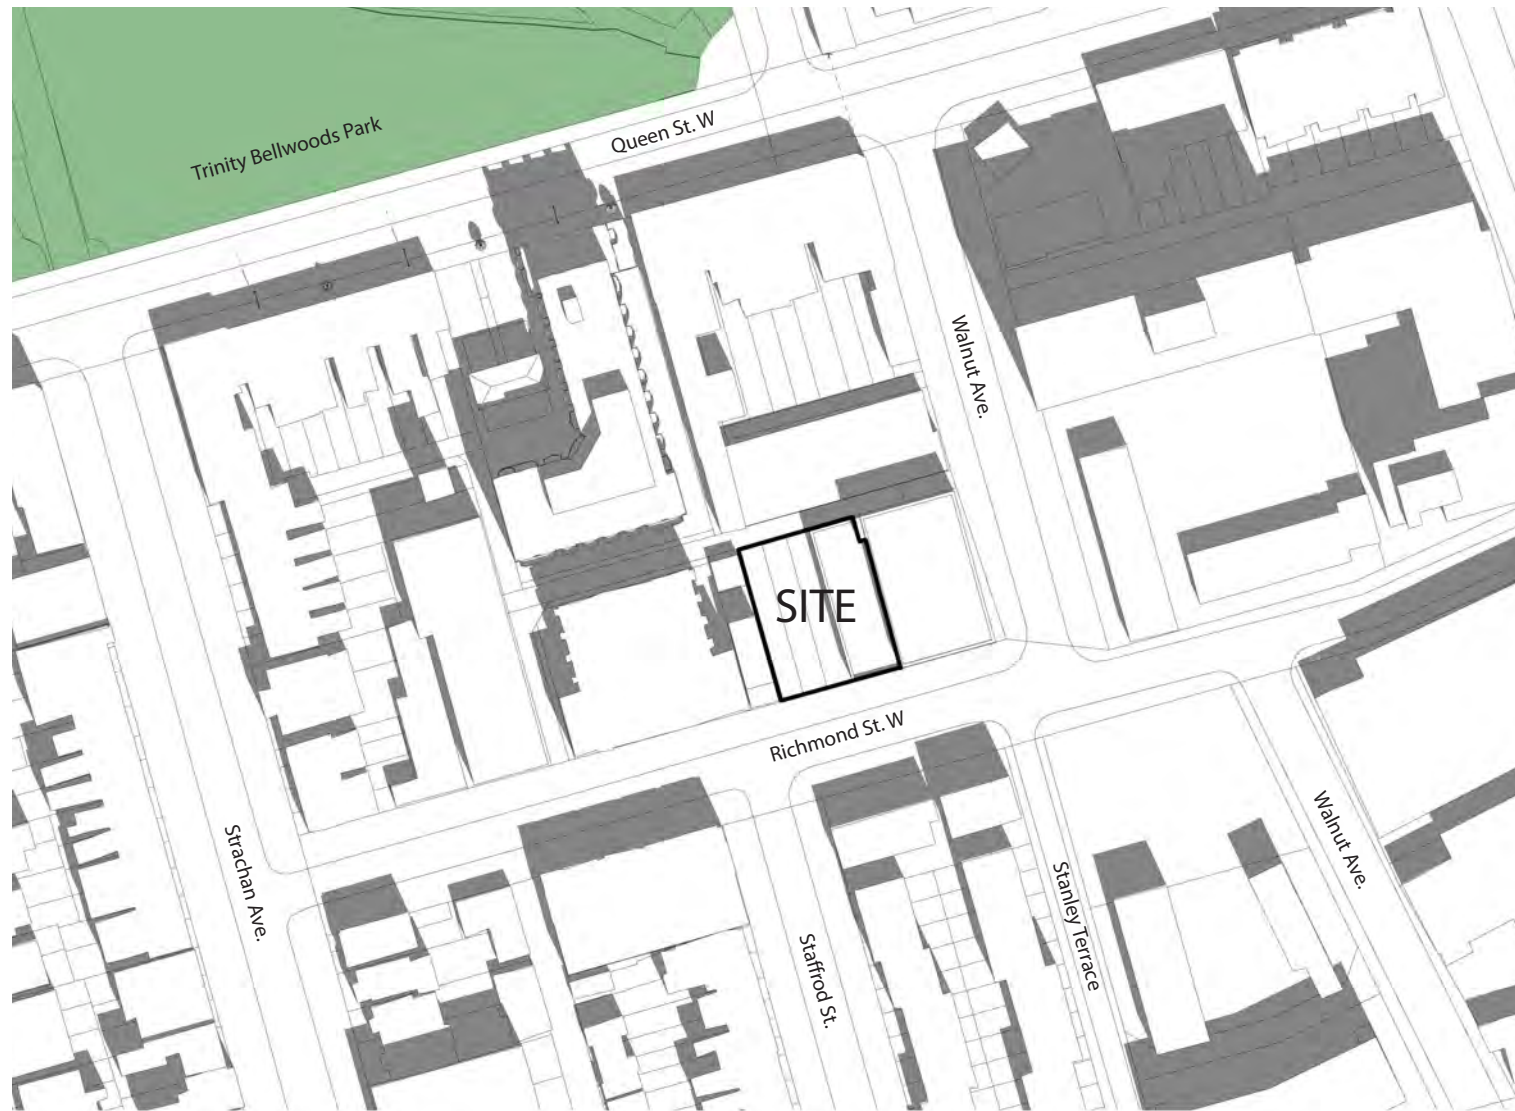 Trinity Bellwoods Park
Queen St. W
Walnut Ave.
SITE
Richmond St. W
Strachan Ave.
Staffrod St.
Stanley Terrace
Walnut Ave.